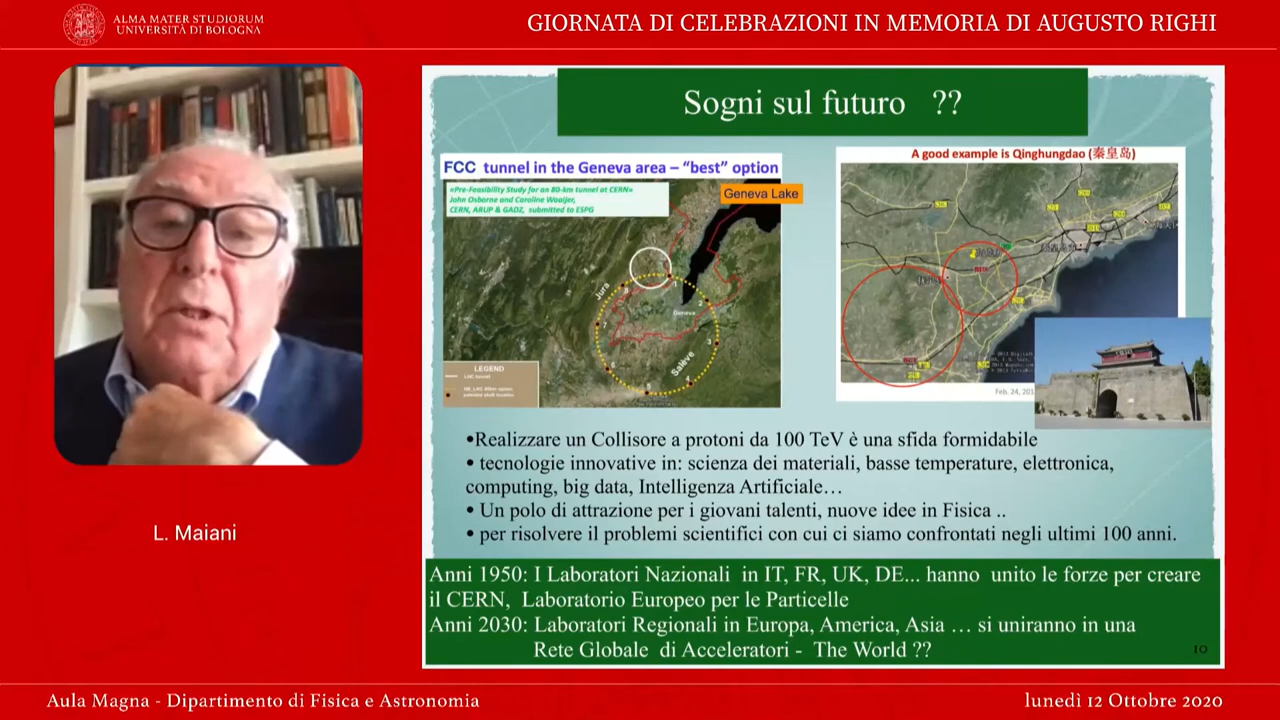 ALMA MATER STUDIORUM
UNIVERSITÀ DI BOLOGNA
GIORNATA DI CELEBRAZIONI IN MEMORIA DI AUGUSTO RIGHI
Sogni sul futuro ??
FCC tunnel in the Geneva area – “best” option
«Pre-Feasibility Study for an 80-km tunnel at CERN»
John Osborne and Caroline Waaijer,
CERN, ARUP & GADZ, submitted to ESPG
Geneva Lake
Jura
Geneva
Salève
LEGEND
LHC tunnel
A good example is Qinghungdao (秦皇岛)
Feb. 24, 201
•Realizzare un Collisore a protoni da 100 TeV è una sfida formidabile
• tecnologie innovative in: scienza dei materiali, basse temperature, elettronica,
computing, big data, Intelligenza Artificiale…
• Un polo di attrazione per i giovani talenti, nuove idee in Fisica ..
• per risolvere il problemi scientifici con cui ci siamo confrontati negli ultimi 100 anni.
Anni 1950: I Laboratori Nazionali in IT, FR, UK, DE... hanno unito le forze per creare
il CERN, Laboratorio Europeo per le Particelle
Anni 2030: Laboratori Regionali in Europa, America, Asia … si uniranno in una
Rete Globale di Acceleratori - The World ??
10
L. Maiani
Aula Magna - Dipartimento di Fisica e Astronomia
lunedì 12 Ottobre 2020